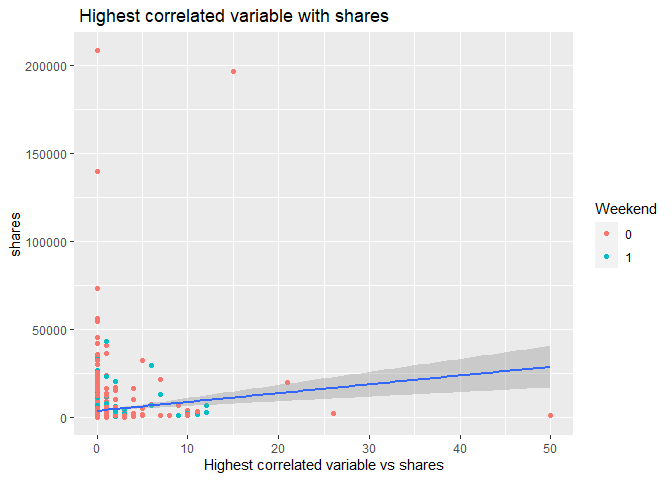 Highest correlated variable with shares
200000
150000
100000
50000
0
shares
0 10 20 30 40 50
Highest correlated variable vs shares
Weekend
0
1